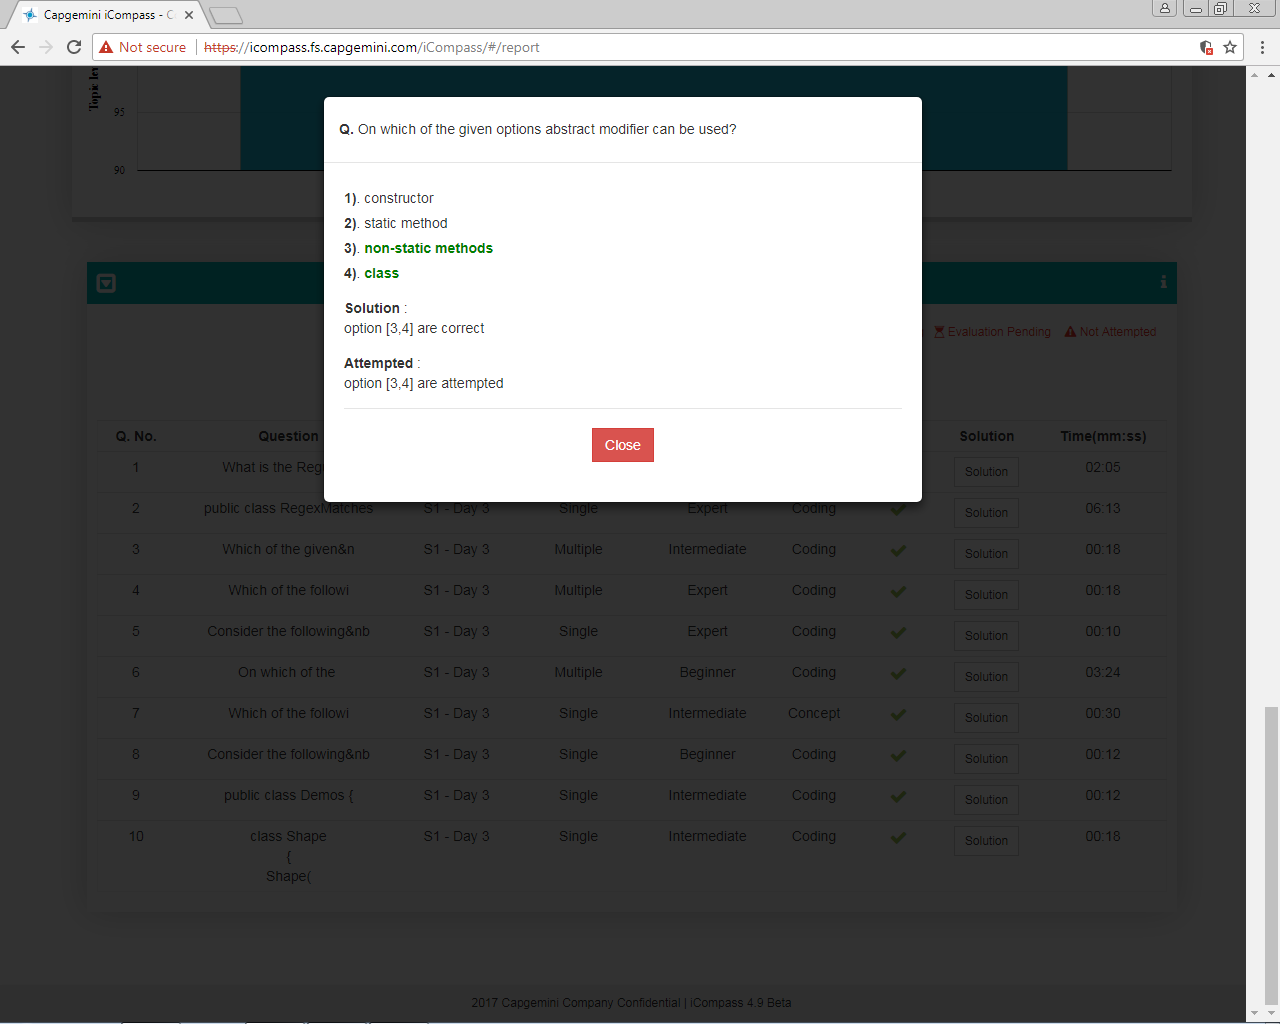 Capgemini iCompass - C
Not secure
https://icompass.fs.capgemini.com/iCompass/#/report
95
90
Q. On which of the given options abstract modifier can be used?
1). constructor
2). static method
3). non-static methods
4). class
Solution :
option [3,4] are correct
Attempted :
option [3,4] are attempted
Close
Evaluation Pending Not Attempted
Q. No. Question Solution Time(mm:ss)
1 What is the Reg Solution 02:05
2 public class RegexMatches S1 - Day 3 Single Expert Coding Solution 06:13
3 Which of the given&n S1 - Day 3 Multiple Intermediate Coding Solution 00:18
4 Which of the followi S1 - Day 3 Multiple Expert Coding Solution 00:18
5 Consider the following&nb S1 - Day 3 Single Expert Coding Solution 00:10
6 On which of the S1 - Day 3 Multiple Beginner Coding Solution 03:24
7 Which of the followi S1 - Day 3 Single Intermediate Concept Solution 00:30
8 Consider the following&nb S1 - Day 3 Single Beginner Coding Solution 00:12
9 public class Demos { S1 - Day 3 Single Intermediate Coding Solution 00:12
10 class Shape S1 - Day 3 Single Intermediate Coding Solution 00:18
{
Shape(
2017 Capgemini Company Confidential | iCompass 4.9 Beta